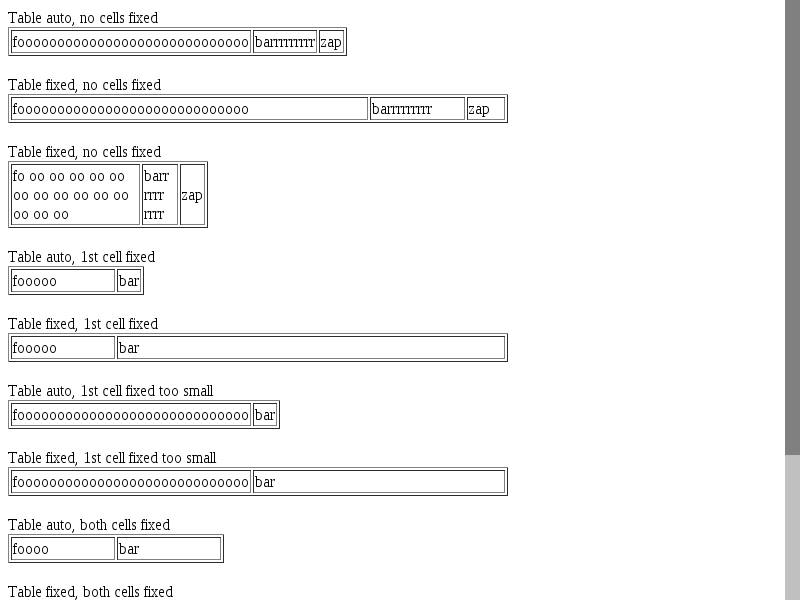 Table auto, no cells fixed
fooooooooooooooooooooooooooooo barrrrrrrrr zap
Table fixed, no cells fixed
fooooooooooooooooooooooooooooo barrrrrrrrr zap
Table fixed, no cells fixed
fo oo oo oo oo oo barr
oo oo oo oo oo oo rrrr zap
oo oo oo rrrr
Table auto, 1st cell fixed
fooooo bar
Table fixed, 1st cell fixed
fooooo bar
Table auto, 1st cell fixed too small
fooooooooooooooooooooooooooooo bar
Table fixed, 1st cell fixed too small
fooooooooooooooooooooooooooooo bar
Table auto, both cells fixed
foooo bar
Table fixed, both cells fixed